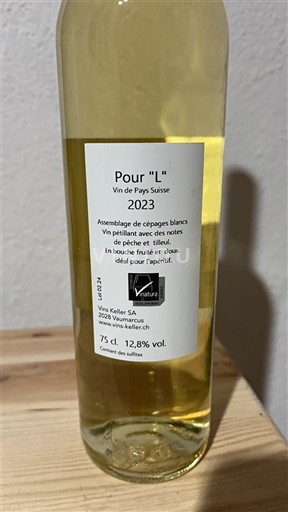 Pour "L"
Vin de Pays Suisse
2023
Assemblage de cépages blancs
Vin pétillant avec des notes
de pêche et tilleul.
En bouche fruité et doux
idéal pour l'apéritif.
Vinatura
Lot 02 24
Vins Keller SA
2028 Vaumarcus
www.vins-keller.ch
75 cl. 12,8% vol.
Contient des sulfites